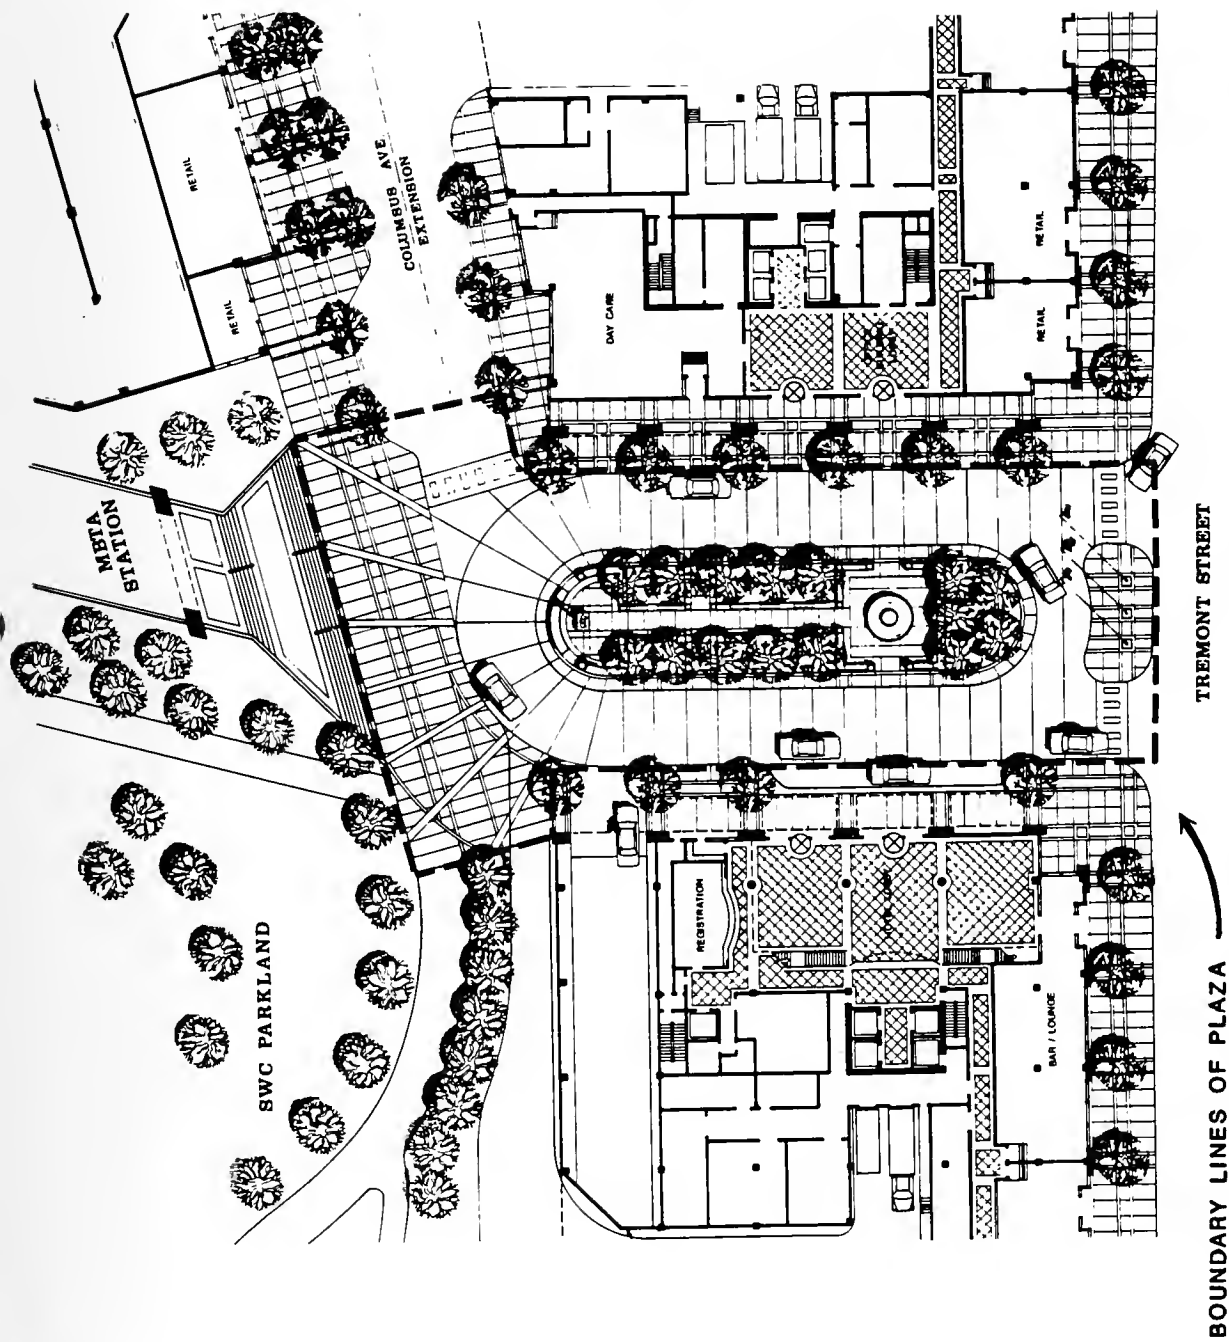 RETAIL
RETAIL
COLUMBUS AVE
EXTENSION
MBTA
STATION
DAY CARE
RETAIL
RETAIL
LOBBY
SWC PARKLAND
REGISTRATION
BAR / LOUNGE
TREMONT STREET
BOUNDARY LINES OF PLAZA